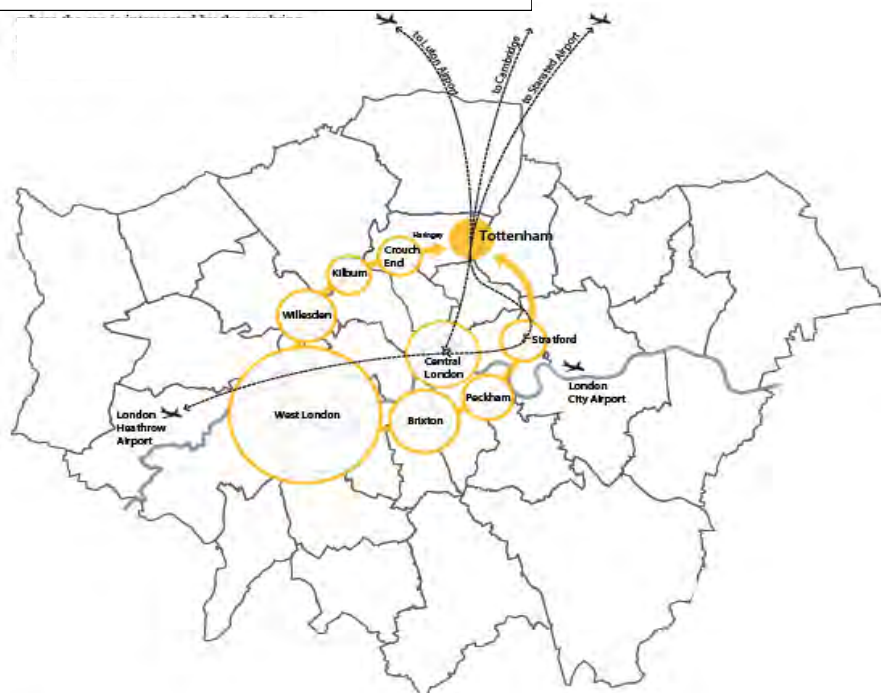 to Luton Airport
to Cambridge
to Stansted Airport
Haringey
Tottenham
Crouch
End
Kilburn
Willesden
Stratford
Central
London
London
City Airport
Peckham
West London
Brixton
London
Heathrow
Airport